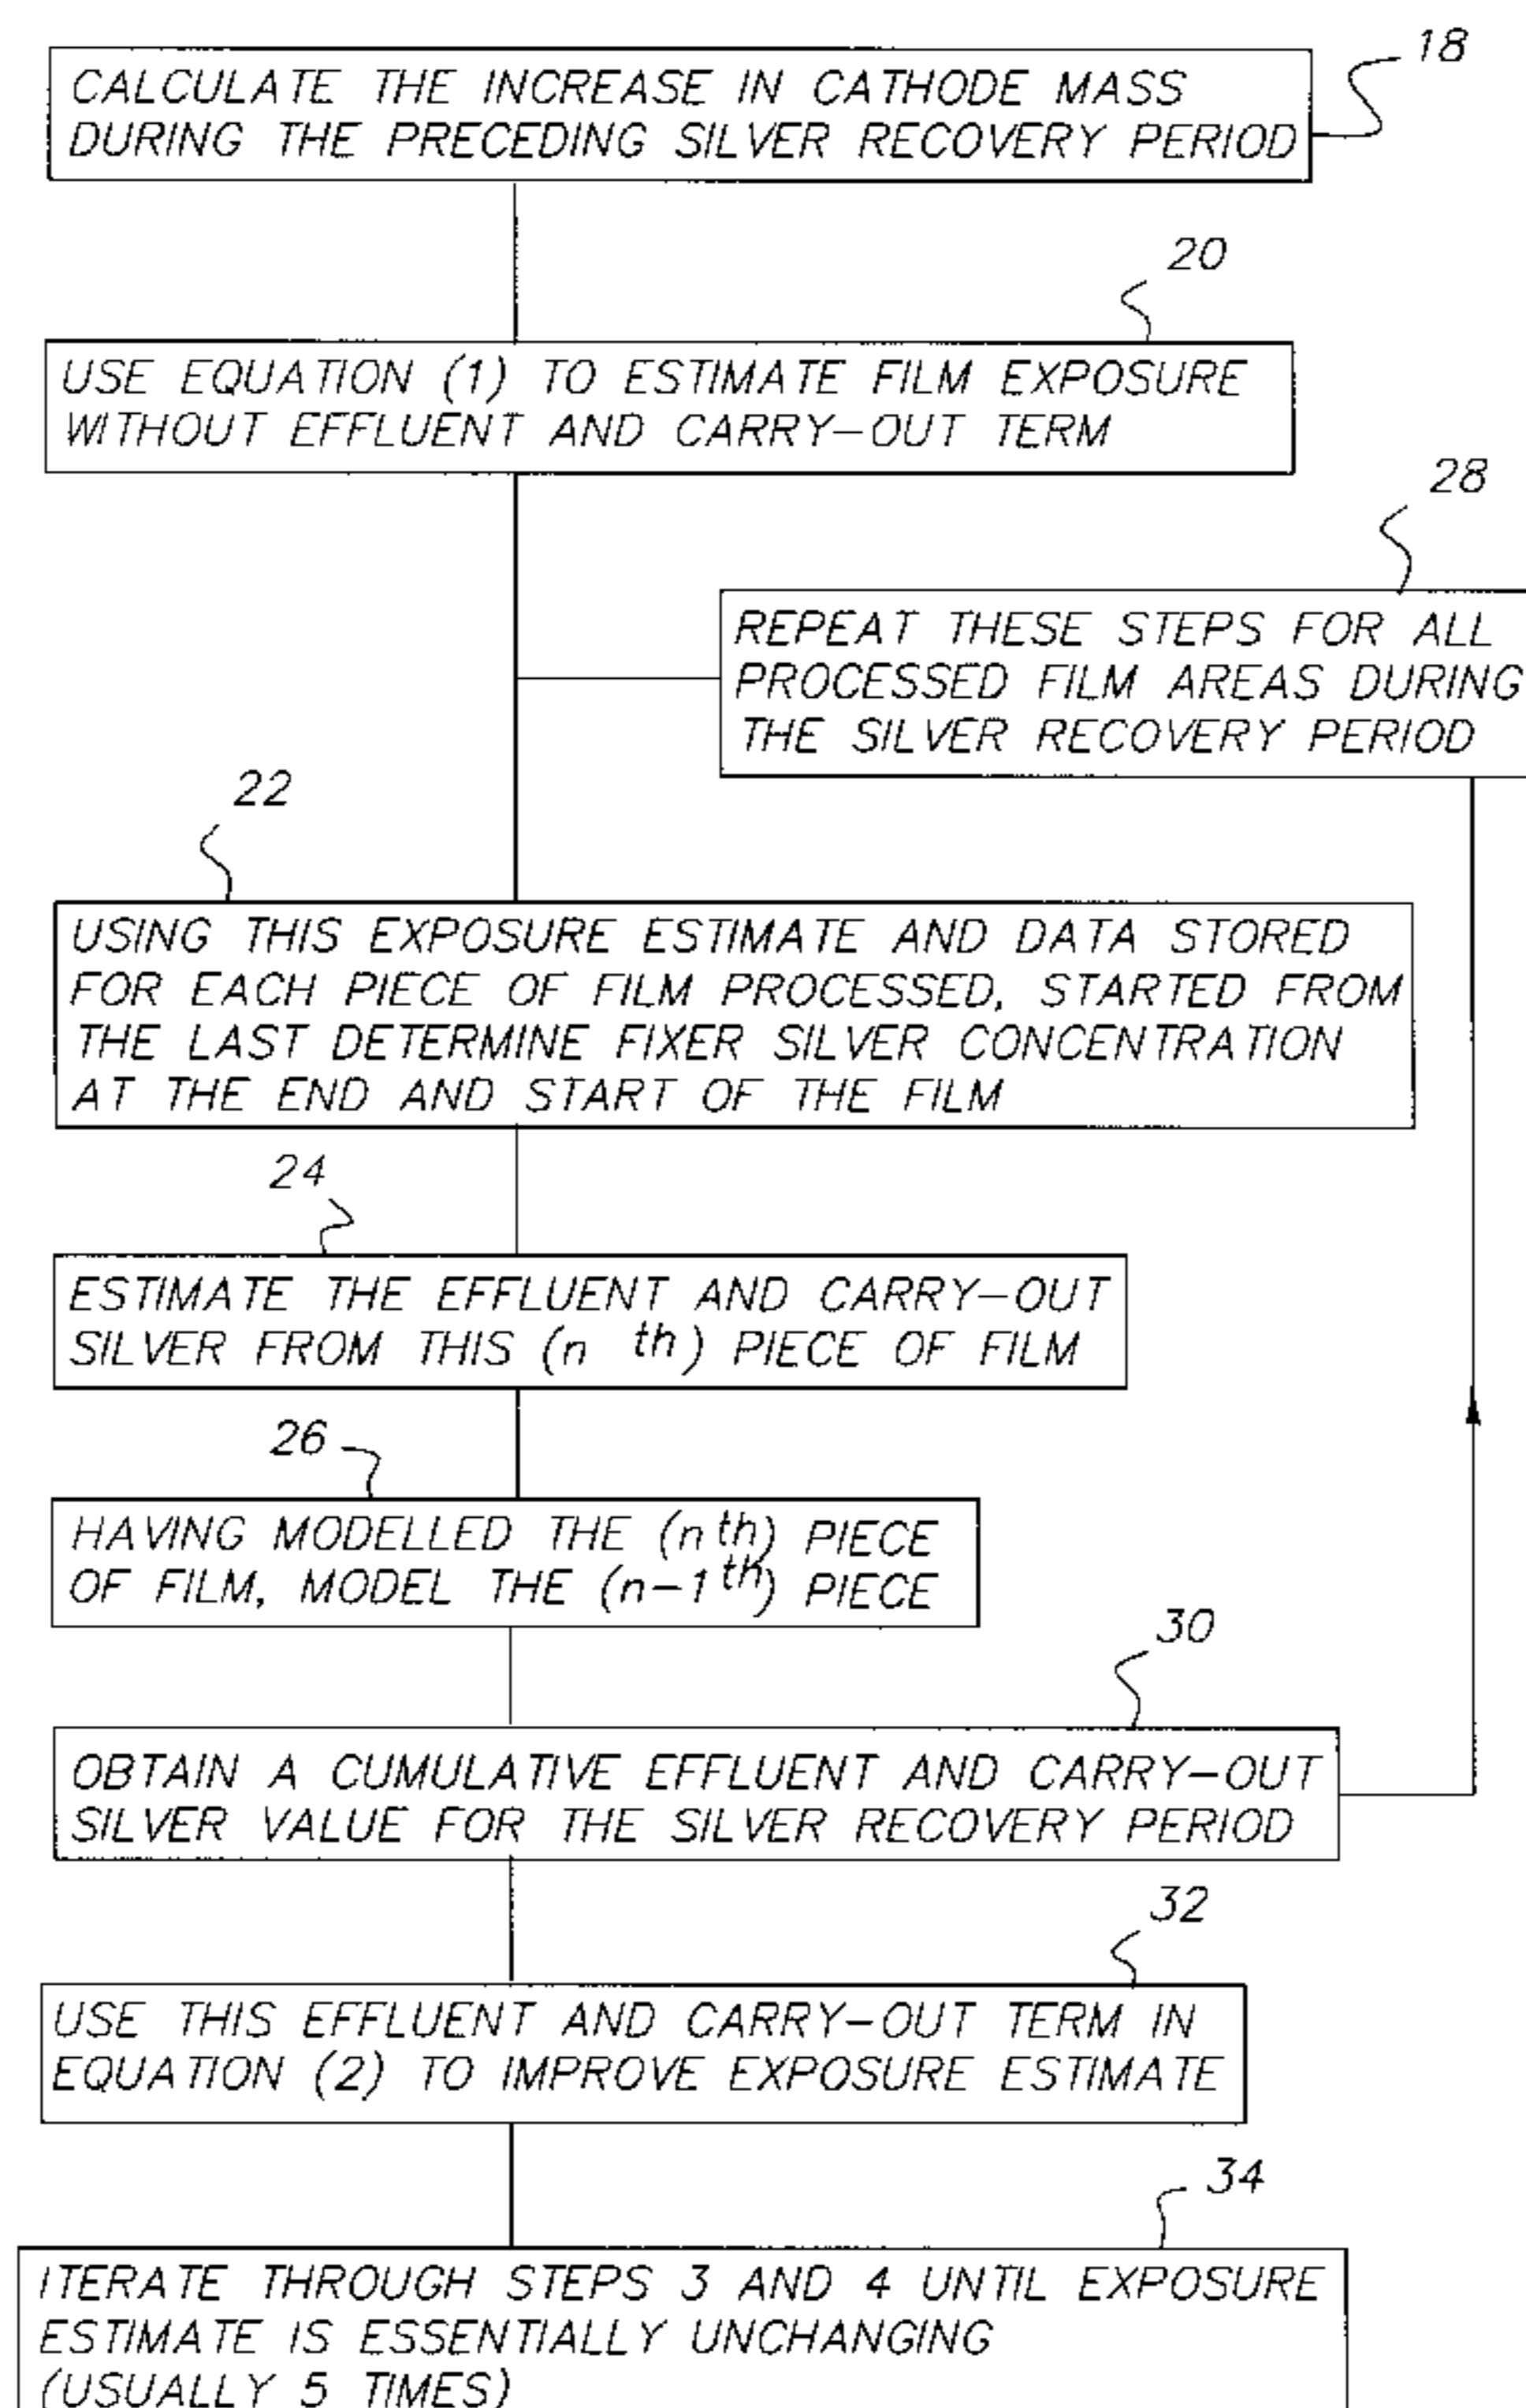 18
CALCULATE THE INCREASE IN CATHODE MASS
DURING THE PRECEDING SILVER RECOVERY PERIOD
20
USE EQUATION (1) TO ESTIMATE FILM EXPOSURE
WITHOUT EFFLUENT AND CARRY-OUT TERM
28
REPEAT THESE STEPS FOR ALL
PROCESSED FILM AREAS DURING
THE SILVER RECOVERY PERIOD
22
USING THIS EXPOSURE ESTIMATE AND DATA STORED
FOR EACH PIECE OF FILM PROCESSED, STARTED FROM
THE LAST DETERMINE FIXER SILVER CONCENTRATION
AT THE END AND START OF THE FILM
24
ESTIMATE THE EFFLUENT AND CARRY-OUT
SILVER FROM THIS (n th) PIECE OF FILM
26
HAVING MODELLED THE (nth) PIECE
OF FILM, MODEL THE (n-1th) PIECE
30
OBTAIN A CUMULATIVE EFFLUENT AND CARRY-OUT
SILVER VALUE FOR THE SILVER RECOVERY PERIOD
32
USE THIS EFFLUENT AND CARRY-OUT TERM IN
EQUATION (2) TO IMPROVE EXPOSURE ESTIMATE
34
ITERATE THROUGH STEPS 3 AND 4 UNTIL EXPOSURE
ESTIMATE IS ESSENTIALLY UNCHANGING
(USUALLY 5 TIMES)